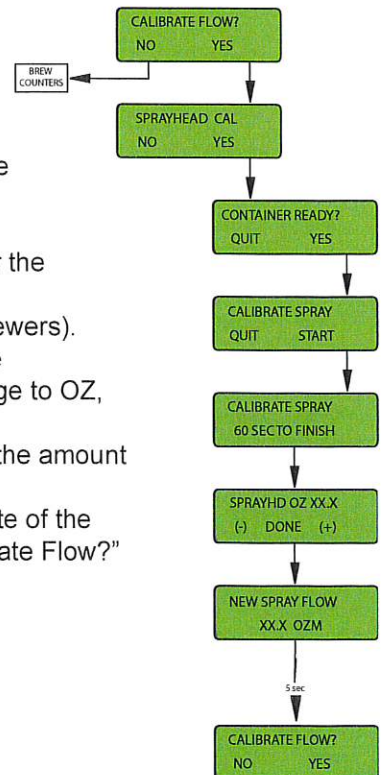 CALIBRATE FLOW?
NO YES
BREW
COUNTERS
SPRAYHEAD CAL
NO YES
e
CONTAINER READY?
QUIT YES
r the
ewers).
e
ge to OZ,
CALIBRATE SPRAY
QUIT START
the amount
CALIBRATE SPRAY
60 SEC TO FINISH
te of the
ate Flow?"
SPRAYHD OZ XX.X
(-) DONE (+)
NEW SPRAY FLOW
XX.X OZM
5 sec
CALIBRATE FLOW?
NO YES